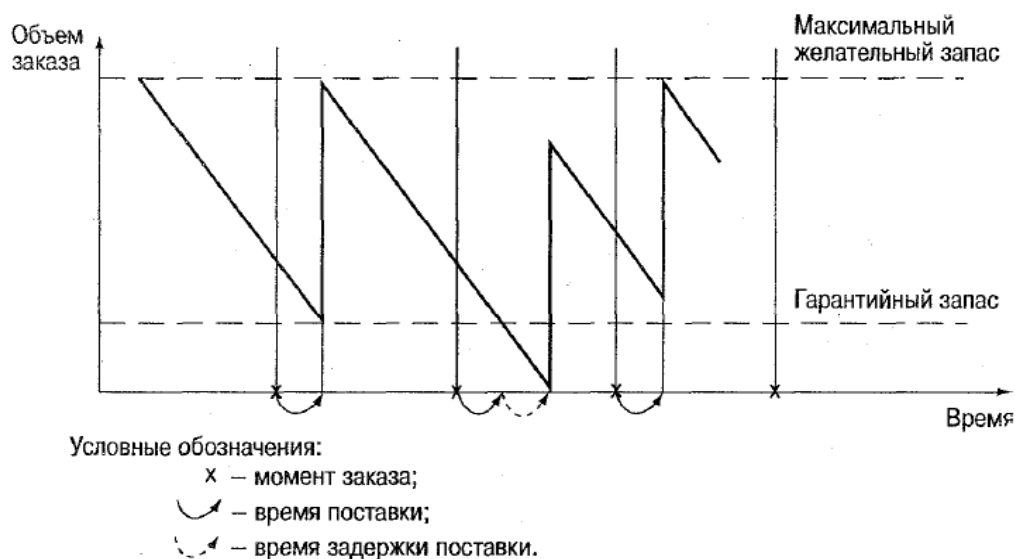 Объем
заказа
Максимальный
желательный запас
Гарантийный запас
Время
Условные обозначения:
x – момент заказа;
– время поставки;
– время задержки поставки.